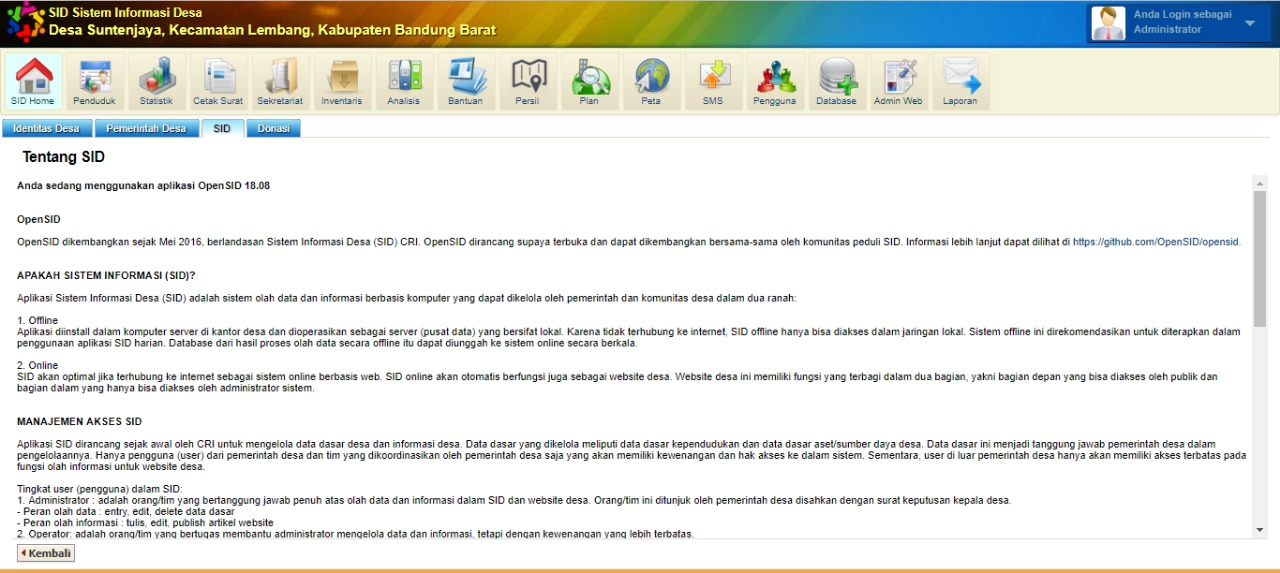 SID Sistem Informasi Desa
Desa Suntenjaya, Kecamatan Lembang, Kabupaten Bandung Barat
Anda Login sebagai
Administrator
SID Home Penduduk Statistik Cetak Surat Sekretariat Inventaris Analisis Bantuan Persil Plan Peta SMS Pengguna Database Admin Web Laporan
Identitas Desa Pemerintah Desa SID Donasi
Tentang SID
Anda sedang menggunakan aplikasi OpenSID 18.08
OpenSID
OpenSID dikembangkan sejak Mei 2016, berlandasan Sistem Informasi Desa (SID) CRI. OpenSID dirancang supaya terbuka dan dapat dikembangkan bersama-sama oleh komunitas peduli SID. Informasi lebih lanjut dapat dilihat di https://github.com/OpenSID/opensid.
APAKAH SISTEM INFORMASI (SID)?
Aplikasi Sistem Informasi Desa (SID) adalah sistem olah data dan informasi berbasis komputer yang dapat dikelola oleh pemerintah dan komunitas desa dalam dua ranah:
1. Offline
Aplikasi diinstall dalam komputer server di kantor desa dan dioperasikan sebagai server (pusat data) yang bersifat lokal. Karena tidak terhubung ke internet, SID offline hanya bisa diakses dalam jaringan lokal. Sistem offline ini direkomendasikan untuk diterapkan dalam
penggunaan aplikasi SID harian. Database dari hasil proses olah data secara offline itu dapat diunggah ke sistem online secara berkala.
2. Online
SID akan optimal jika terhubung ke internet sebagai sistem online berbasis web. SID online akan otomatis berfungsi juga sebagai website desa. Website desa ini memiliki fungsi yang terbagi dalam dua bagian, yakni bagian depan yang bisa diakses oleh publik dan
bagian dalam yang hanya bisa diakses oleh administrator sistem.
MANAJEMEN AKSES SID
Aplikasi SID dirancang sejak awal oleh CRI untuk mengelola data dasar desa dan informasi desa. Data dasar yang dikelola meliputi data dasar kependudukan dan data dasar aset/sumber daya desa. Data dasar ini menjadi tanggung jawab pemerintah desa dalam
pengelolaannya. Hanya pengguna (user) dari pemerintah desa dan tim yang dikoordinasikan oleh pemerintah desa saja yang akan memiliki kewenangan dan hak akses ke dalam sistem. Sementara, user di luar pemerintah desa hanya akan memiliki akses terbatas pada
fungsi olah informasi untuk website desa.
Tingkat user (pengguna) dalam SID:
1. Administrator : adalah orang/tim yang bertanggung jawab penuh atas olah data dan informasi dalam SID dan website desa. Orang/tim ini ditunjuk oleh pemerintah desa disahkan dengan surat keputusan kepala desa.
- Peran olah data : entry, edit, delete data dasar
- Peran olah informasi : tulis, edit, publish artikel website
2. Operator: adalah orang/tim yang bertugas membantu administrator mengelola data dan informasi, tetapi dengan kewenangan yang lebih terbatas.
Kembali